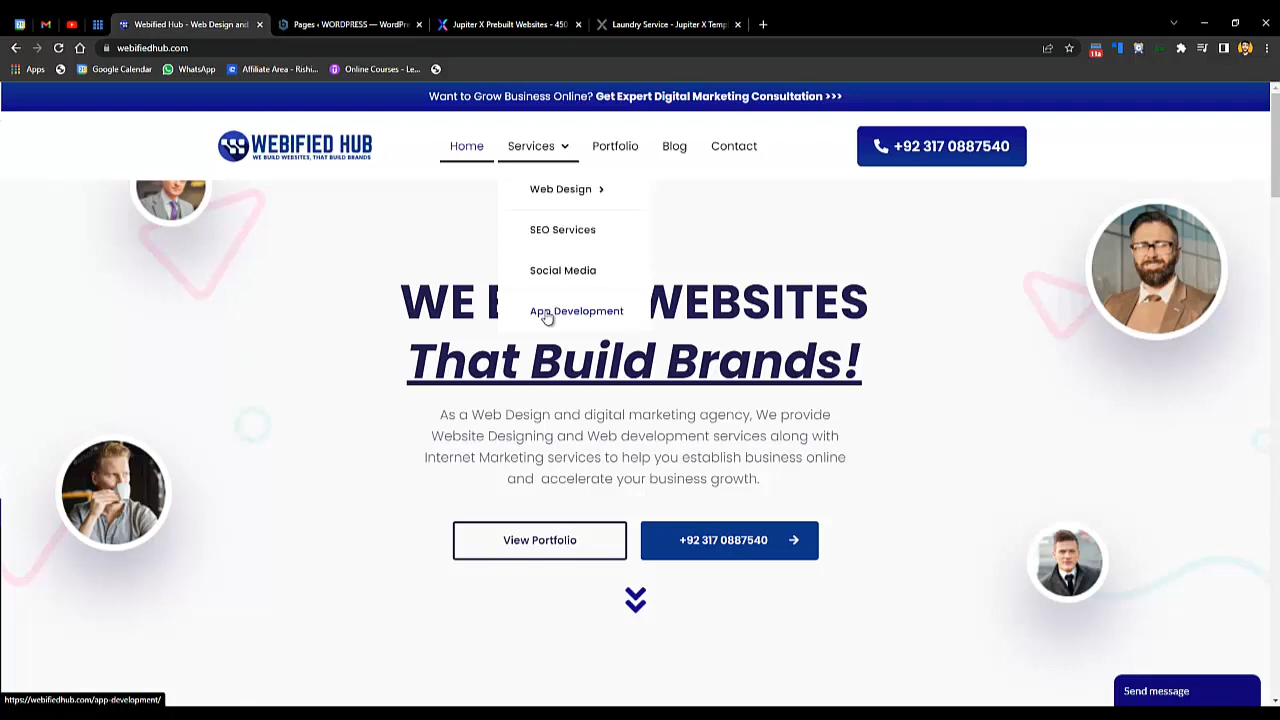 Webified Hub - Web Design and
Pages ‹ WORDPRESS — WordPr
Jupiter X Prebuilt Websites - 450
Laundry Service - Jupiter X Temp
webifiedhub.com
Apps
Google Calendar
WhatsApp
Affiliate Area - Rishi...
Online Courses - Le...
Want to Grow Business Online? Get Expert Digital Marketing Consultation >>>
WEBIFIED HUB
WE BUILD WEBSITES, THAT BUILD BRANDS
Home
Services
Portfolio
Blog
Contact
+92 317 0887540
Web Design
SEO Services
Social Media
App Development
WE B WEBSITES
That Build Brands!
As a Web Design and digital marketing agency, We provide
Website Designing and Web development services along with
Internet Marketing services to help you establish business online
and accelerate your business growth.
View Portfolio
+92 317 0887540
Send message
https://webifiedhub.com/app-development/